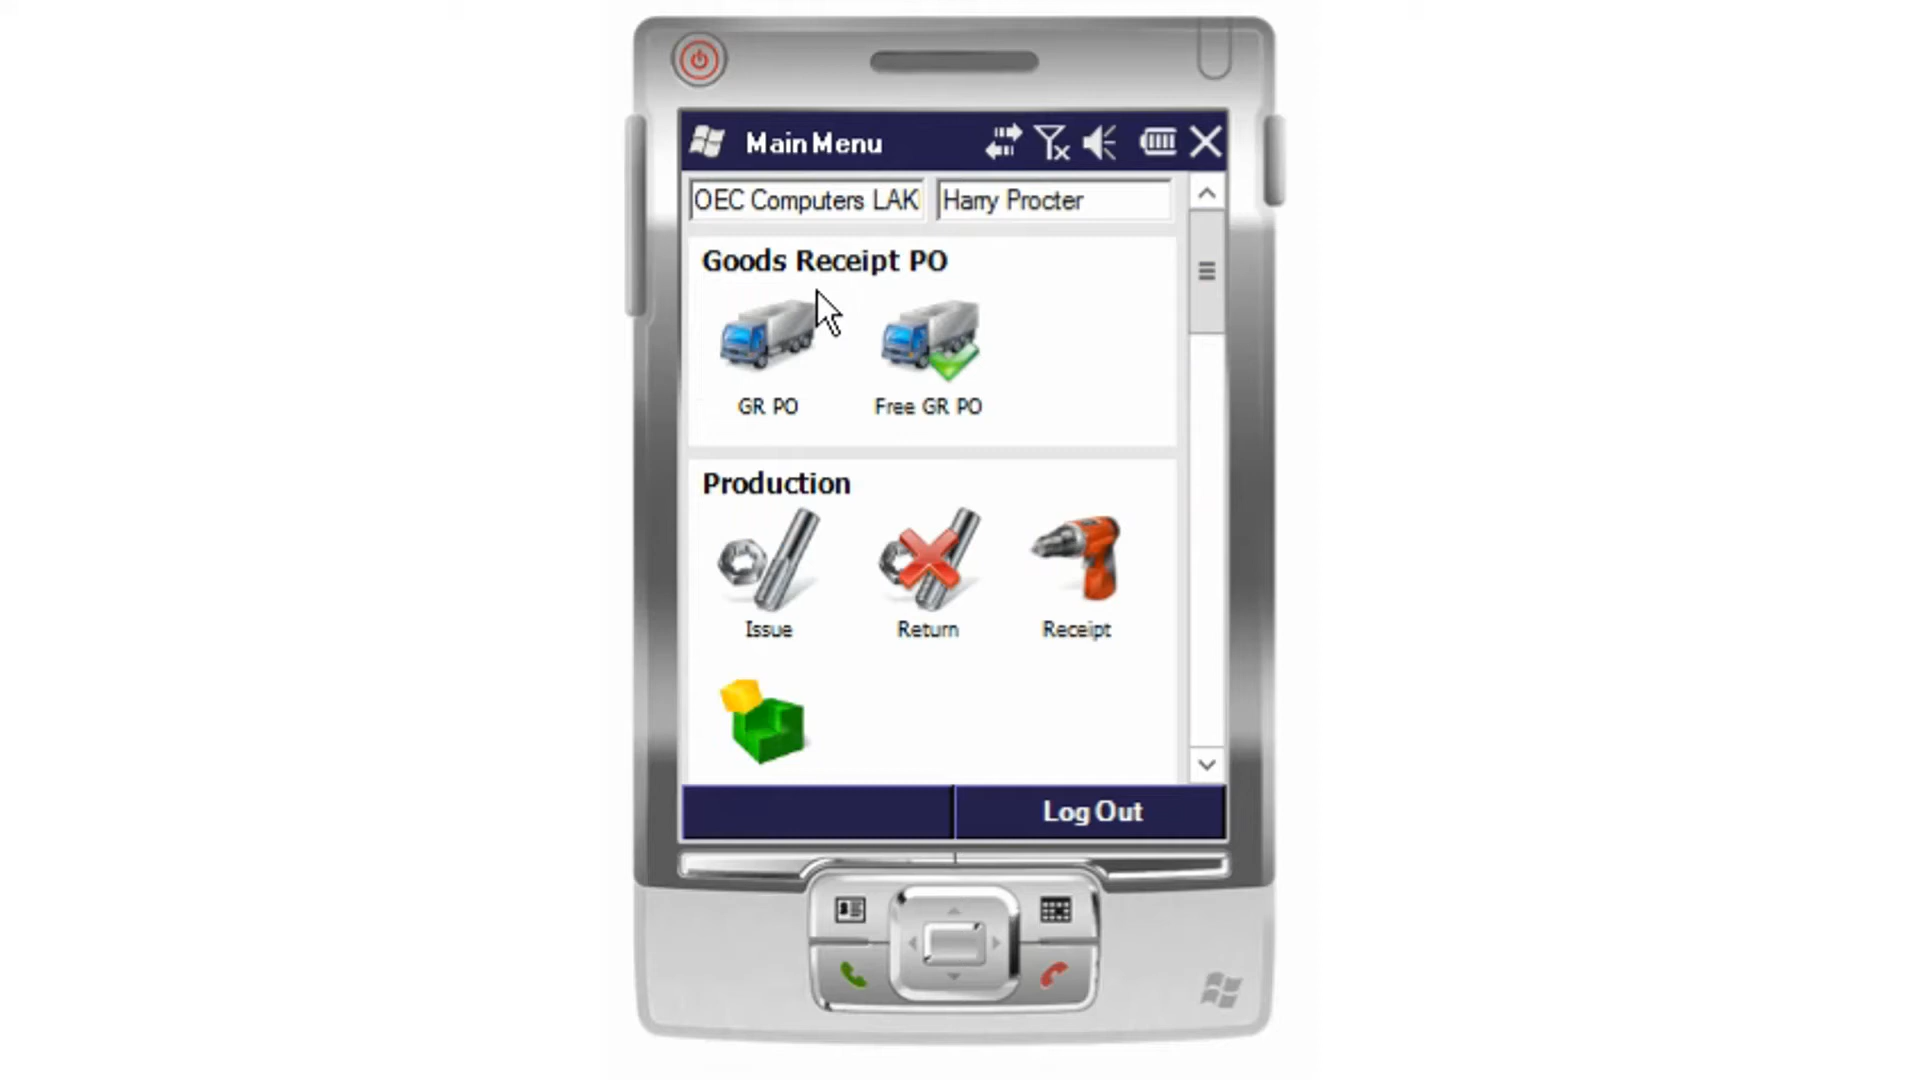 Main Menu
OEC Computers LAK
Harry Procter
Goods Receipt PO
GR PO
Free GR PO
Production
Issue
Return
Receipt
Log Out